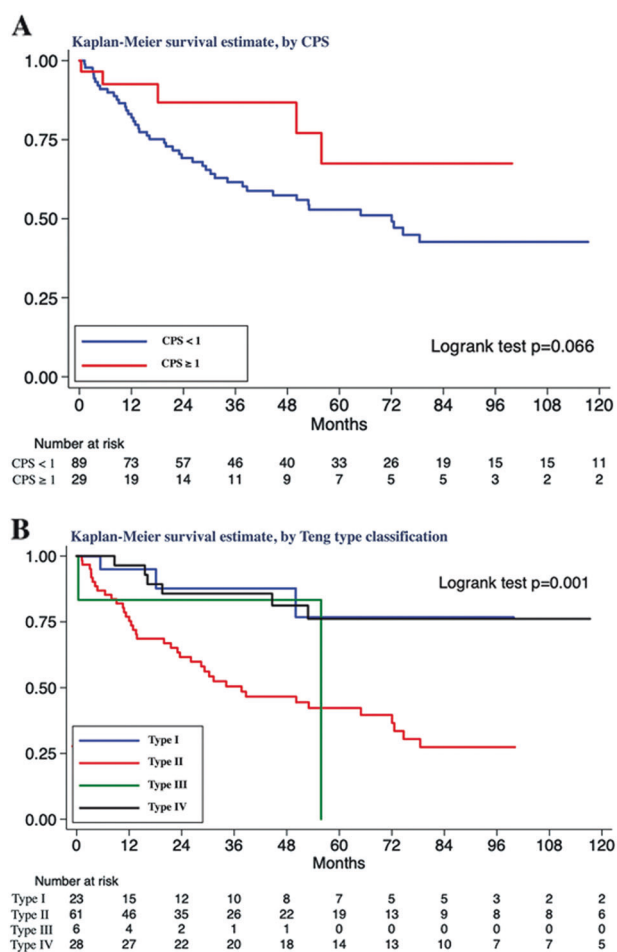 A
Kaplan-Meier survival estimate, by CPS
1.00
0.75
0.50
0.25
0.00
CPS < 1
CPS ≥ 1
Logrank test p=0.066
0 12 24 36 48 60 72 84 96 108 120
Months
Number at risk
CPS < 1 89 73 57 46 40 33 26 19 15 15 11
CPS ≥ 1 29 19 14 11 9 7 5 5 3 2 2
B
Kaplan-Meier survival estimate, by Teng type classification
1.00
Logrank test p=0.001
0.75
0.50
0.25
0.00
Type I
Type II
Type III
Type IV
0 12 24 36 48 60 72 84 96 108 120
Months
Number at risk
Type I 23 15 12 10 8 7 5 5 3 2 2
Type II 61 46 35 26 22 19 13 9 8 8 6
Type III 6 4 2 1 1 0 0 0 0 0 0
Type IV 28 27 22 20 18 14 13 10 7 7 5